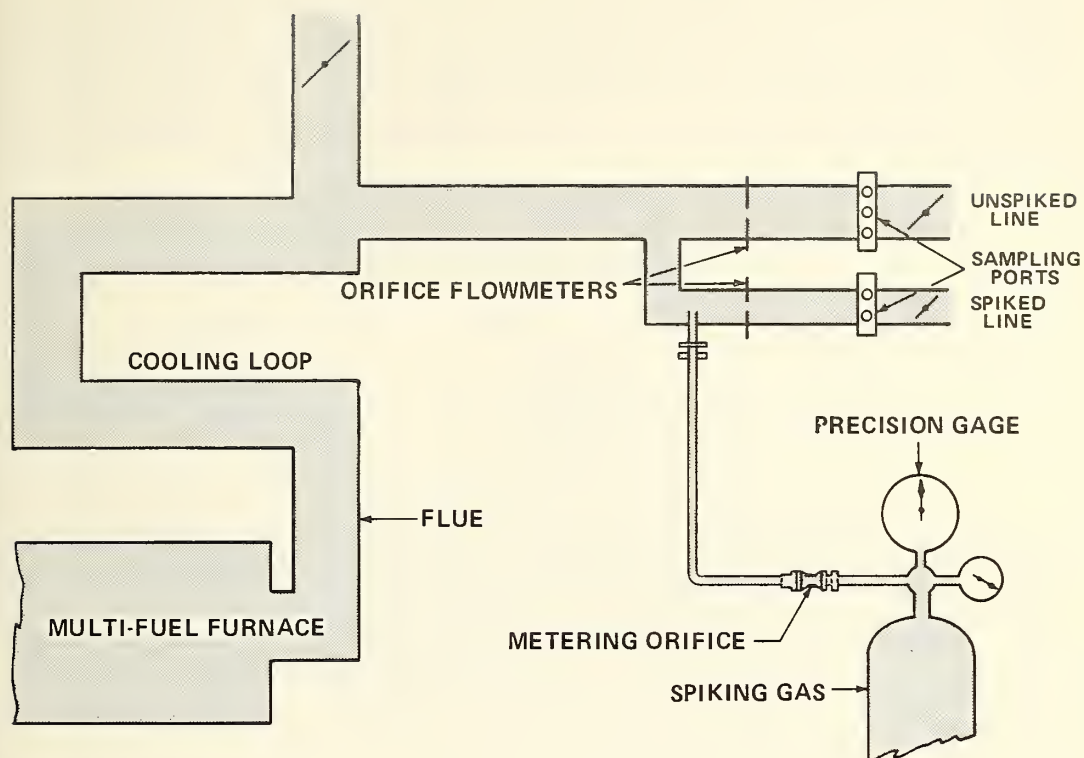 UNSPIKED
LINE
SAMPLING
PORTS
ORIFICE FLOWMETERS
SPIKED
LINE
COOLING LOOP
PRECISION GAGE
FLUE
MULTI-FUEL FURNACE
METERING ORIFICE
SPIKING GAS